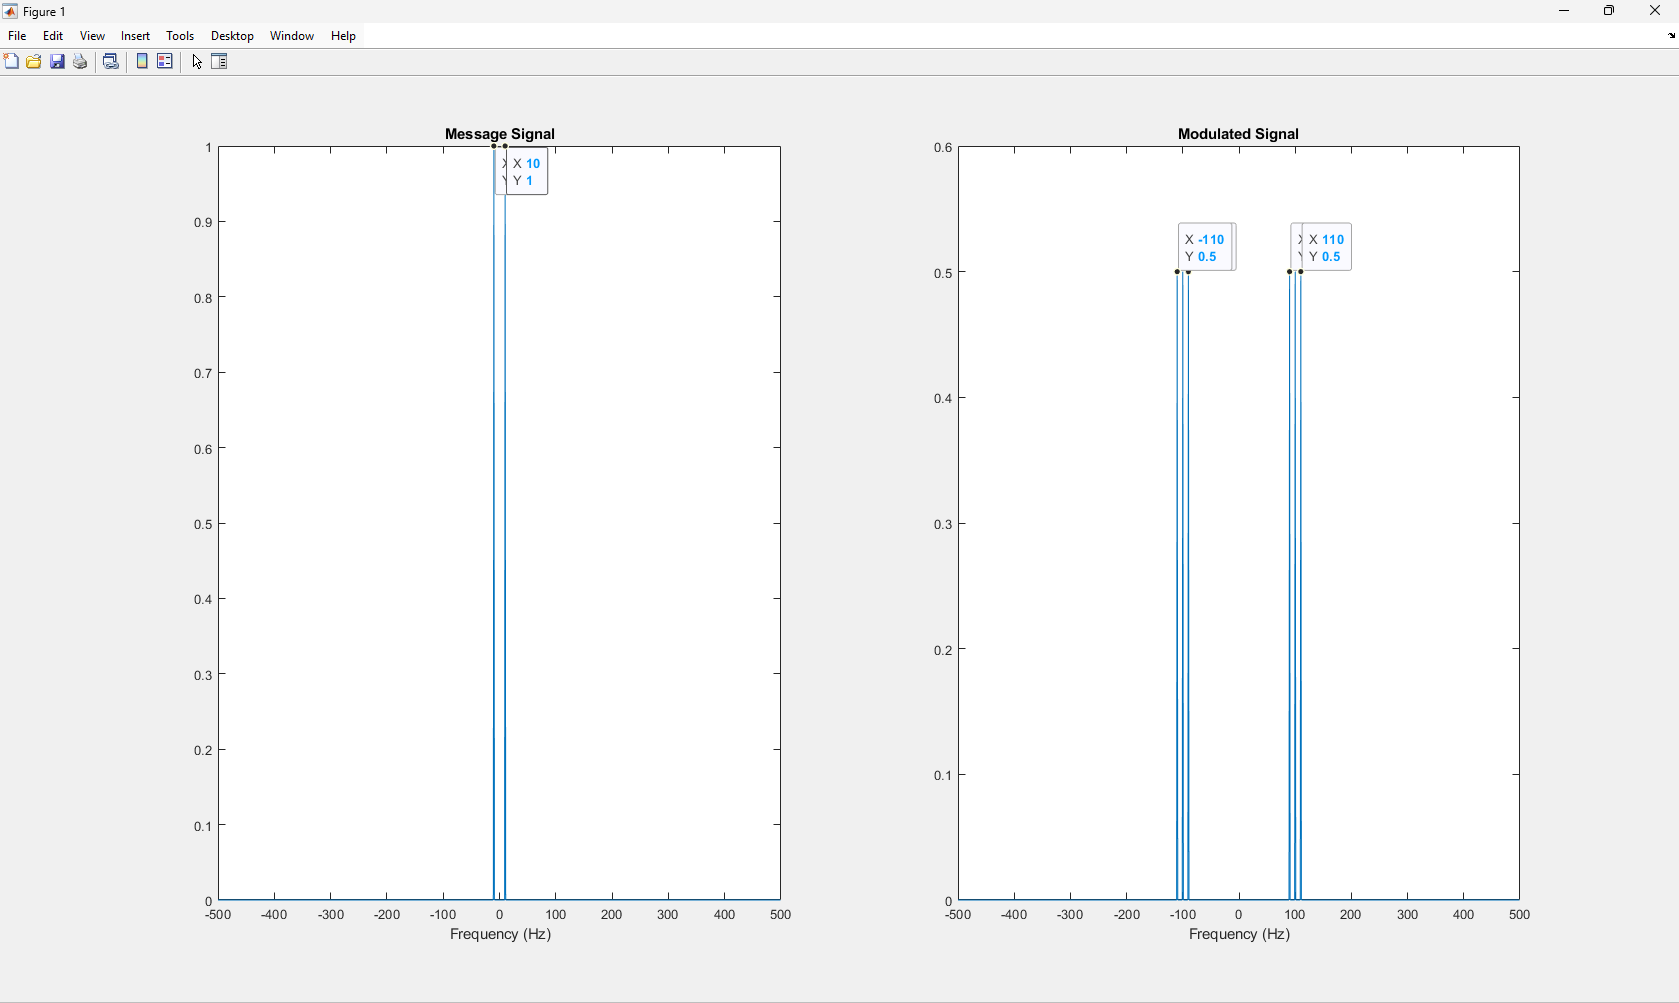 Figure 1
File Edit View Insert Tools Desktop Window Help
Message Signal
1
0.9
0.8
0.7
0.6
0.5
0.4
0.3
0.2
0.1
0
X 10
Y 1
-500 -400 -300 -200 -100 0 100 200 300 400 500
Frequency (Hz)
Modulated Signal
0.6
0.5
0.4
0.3
0.2
0.1
0
X -110
Y 0.5
X 110
Y 0.5
-500 -400 -300 -200 -100 0 100 200 300 400 500
Frequency (Hz)